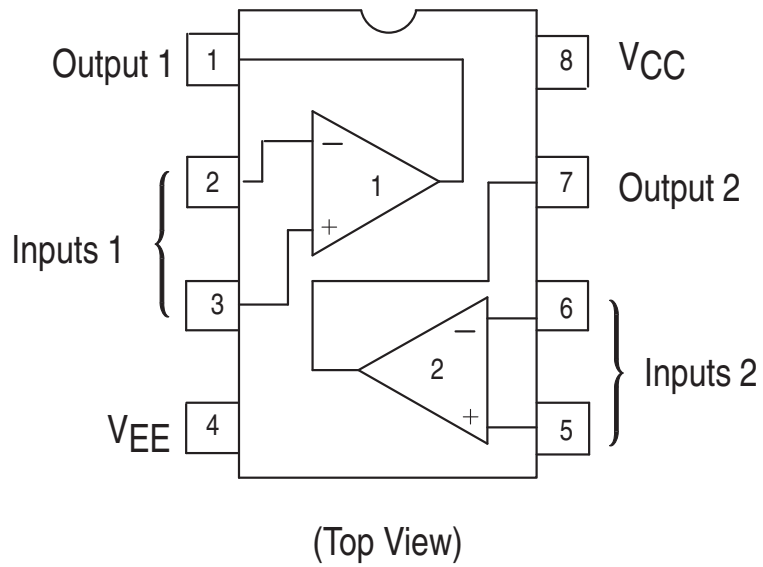 Output 1
1
8
VCC
2
−
1
7
Output 2
Inputs 1
+
3
6
−
2
Inputs 2
VEE
4
+
5
(Top View)